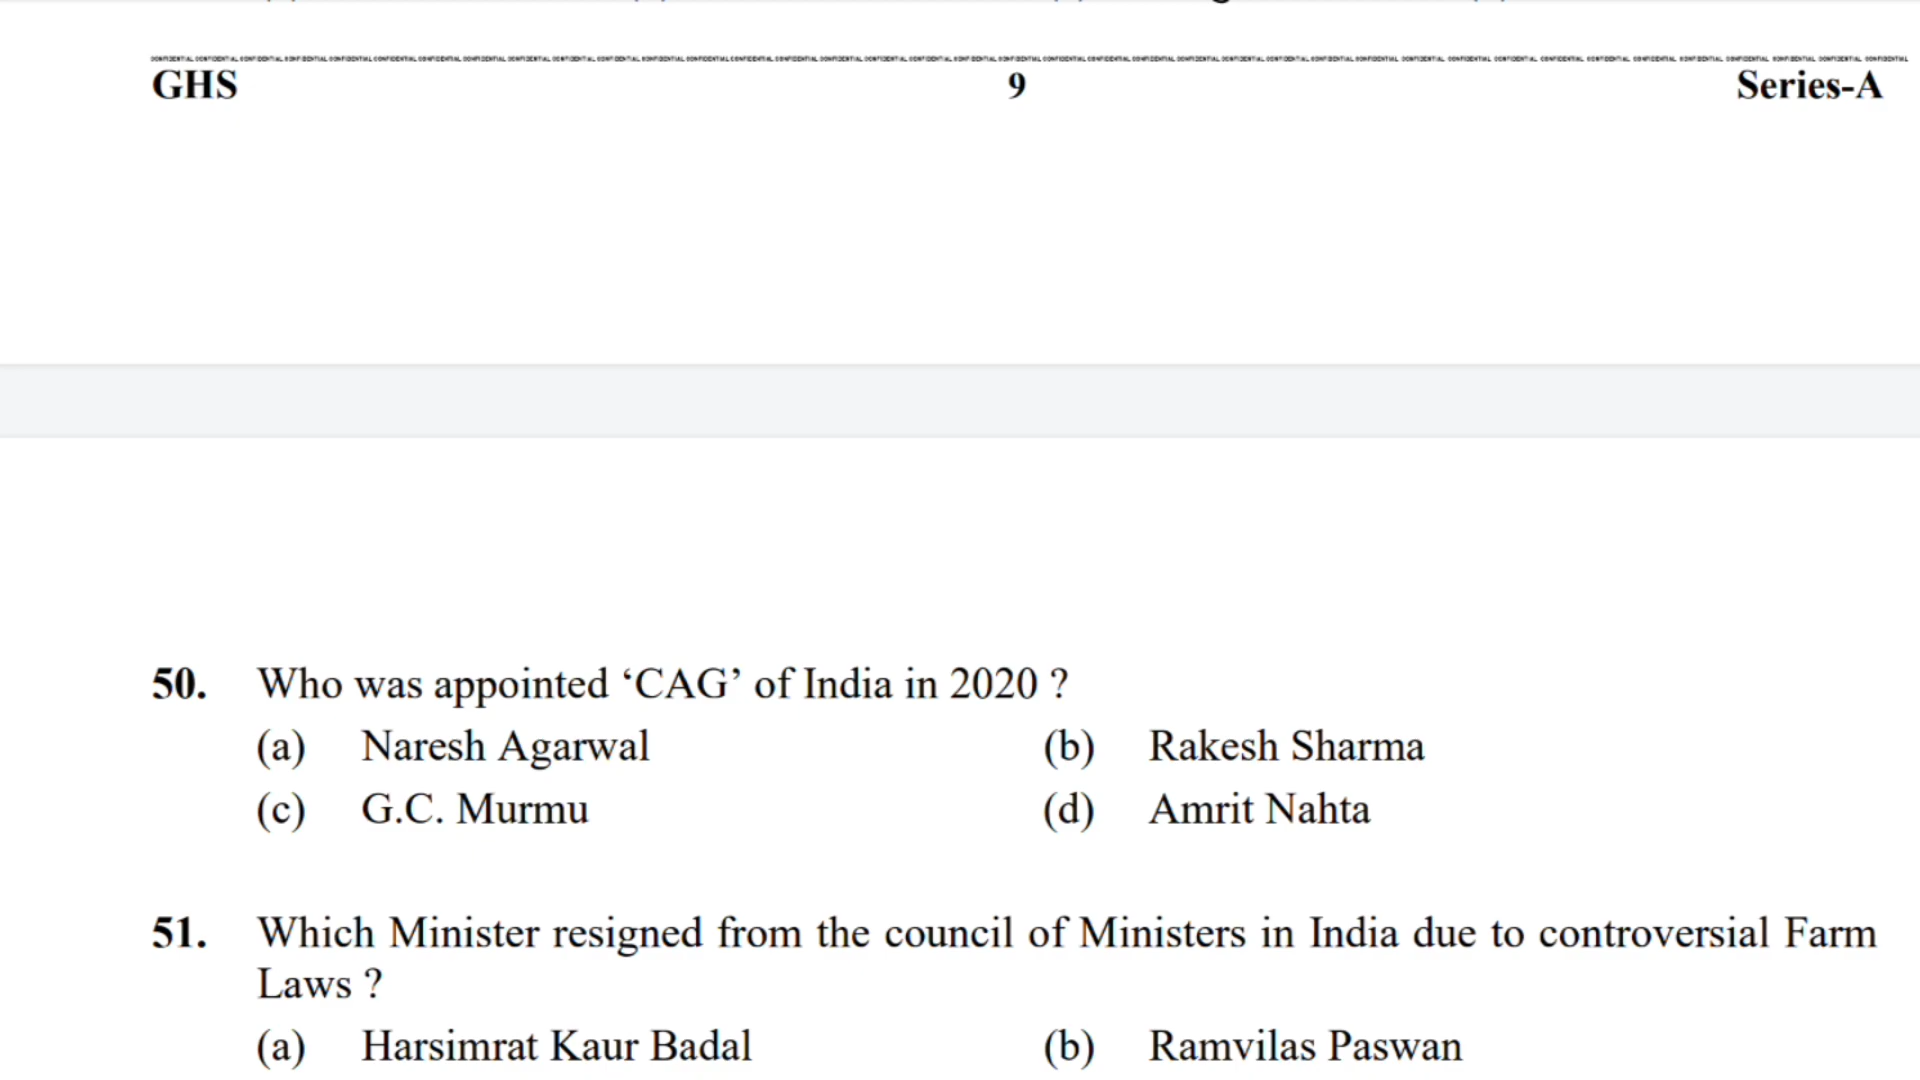 GHS 9 Series-A
50. Who was appointed ‘CAG’ of India in 2020 ?
(a) Naresh Agarwal (b) Rakesh Sharma
(c) G.C. Murmu (d) Amrit Nahta
51. Which Minister resigned from the council of Ministers in India due to controversial Farm
Laws ?
(a) Harsimrat Kaur Badal (b) Ramvilas Paswan